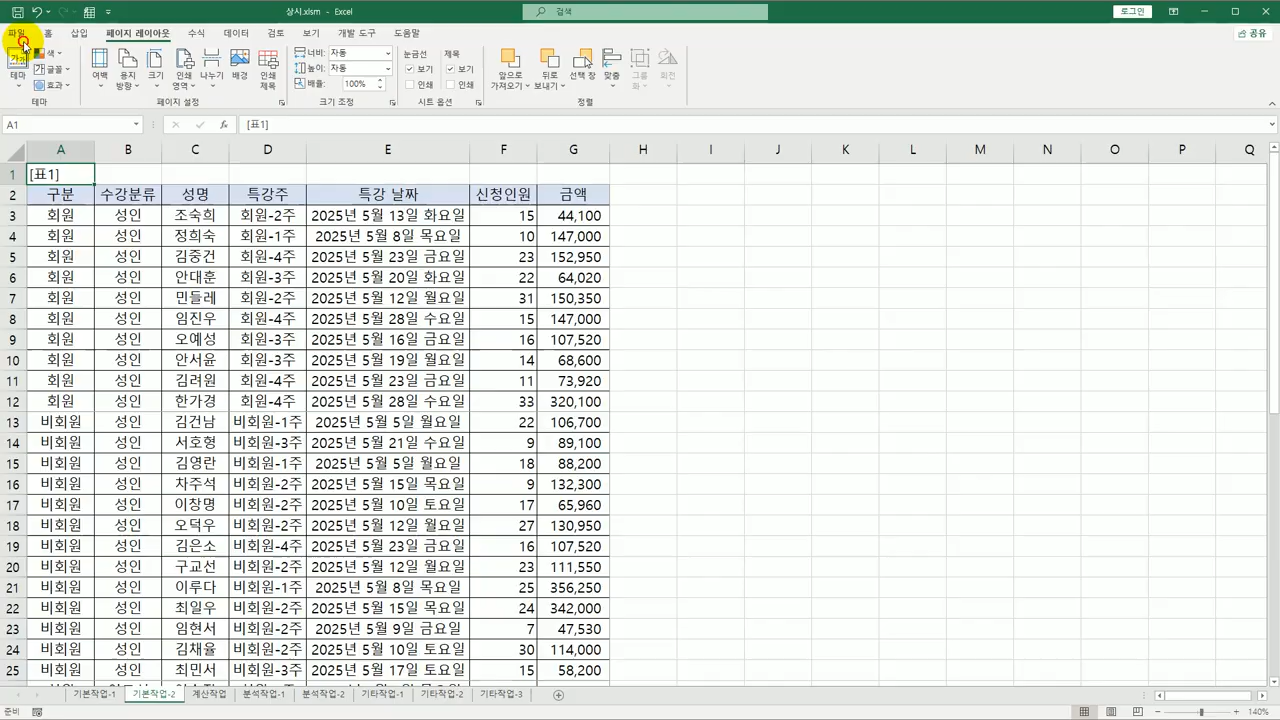 상시.xlsm - Excel
검색
로그인
파일 홈 삽입 페이지 레이아웃 수식 데이터 검토 보기 개발 도구 도움말
공유
테마 색 글꼴 효과
여백 용지 방향 크기 인쇄 영역 나누기 배경 인쇄 제목
너비: 자동
높이: 자동
배율: 100%
눈금선 제목
보기 보기
인쇄 인쇄
앞으로 가져오기 뒤로 보내기 선택 창 맞춤 그룹화 회전
테마 페이지 설정 크기 조정 시트 옵션 정렬
A1 fx [표1]
A B C D E F G H I J K L M N O P Q
1 [표1]
2 구분 수강분류 성명 특강주 특강 날짜 신청인원 금액
3 회원 성인 조숙희 회원-2주 2025년 5월 13일 화요일 15 44,100
4 회원 성인 정희숙 회원-1주 2025년 5월 8일 목요일 10 147,000
5 회원 성인 김중건 회원-4주 2025년 5월 23일 금요일 23 152,950
6 회원 성인 안대훈 회원-3주 2025년 5월 20일 화요일 22 64,020
7 회원 성인 민들레 회원-2주 2025년 5월 12일 월요일 31 150,350
8 회원 성인 임진우 회원-4주 2025년 5월 28일 수요일 15 147,000
9 회원 성인 오예성 회원-3주 2025년 5월 16일 금요일 16 107,520
10 회원 성인 안서윤 회원-3주 2025년 5월 19일 월요일 14 68,600
11 회원 성인 김려원 회원-4주 2025년 5월 23일 금요일 11 73,920
12 회원 성인 한가경 회원-4주 2025년 5월 28일 수요일 33 320,100
13 비회원 성인 김건남 비회원-1주 2025년 5월 5일 월요일 22 106,700
14 비회원 성인 서호형 비회원-3주 2025년 5월 21일 수요일 9 89,100
15 비회원 성인 김영란 비회원-1주 2025년 5월 5일 월요일 18 88,200
16 비회원 성인 차주석 비회원-2주 2025년 5월 15일 목요일 9 132,300
17 비회원 성인 이창명 비회원-2주 2025년 5월 10일 토요일 17 65,960
18 비회원 성인 오덕우 비회원-2주 2025년 5월 12일 월요일 27 130,950
19 비회원 성인 김은소 비회원-4주 2025년 5월 23일 금요일 16 107,520
20 비회원 성인 구교선 비회원-2주 2025년 5월 12일 월요일 23 111,550
21 비회원 성인 이루다 비회원-1주 2025년 5월 8일 목요일 25 356,250
22 비회원 성인 최일우 비회원-2주 2025년 5월 15일 목요일 24 342,000
23 비회원 성인 임현서 비회원-2주 2025년 5월 9일 금요일 7 47,530
24 비회원 성인 김채율 비회원-2주 2025년 5월 10일 토요일 30 114,000
25 비회원 성인 최민서 비회원-3주 2025년 5월 17일 토요일 15 58,200
기본작업-1 기본작업-2 계산작업 분석작업-1 분석작업-2 기타작업-1 기타작업-2 기타작업-3
준비
140%